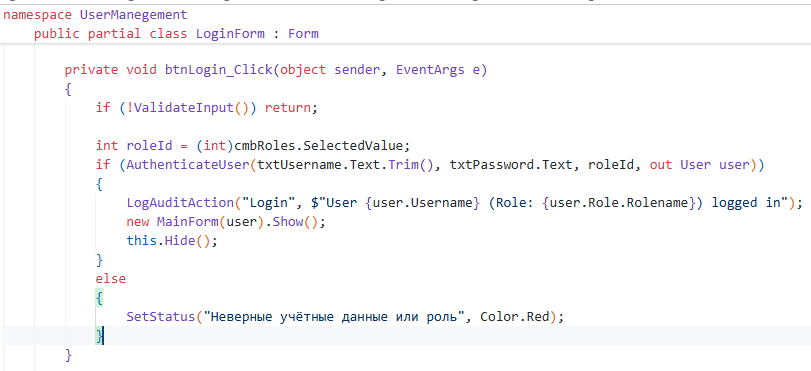 namespace UserManegement
public partial class LoginForm : Form
private void btnLogin_Click(object sender, EventArgs e)
{
if (!ValidateInput()) return;
int roleId = (int)cmbRoles.SelectedValue;
if (AuthenticateUser(txtUsername.Text.Trim(), txtPassword.Text, roleId, out User user))
{
LogAuditAction("Login", $"User {user.Username} (Role: {user.Role.Rolename}) logged in");
new MainForm(user).Show();
this.Hide();
}
else
{
SetStatus("Неверные учётные данные или роль", Color.Red);
}
}